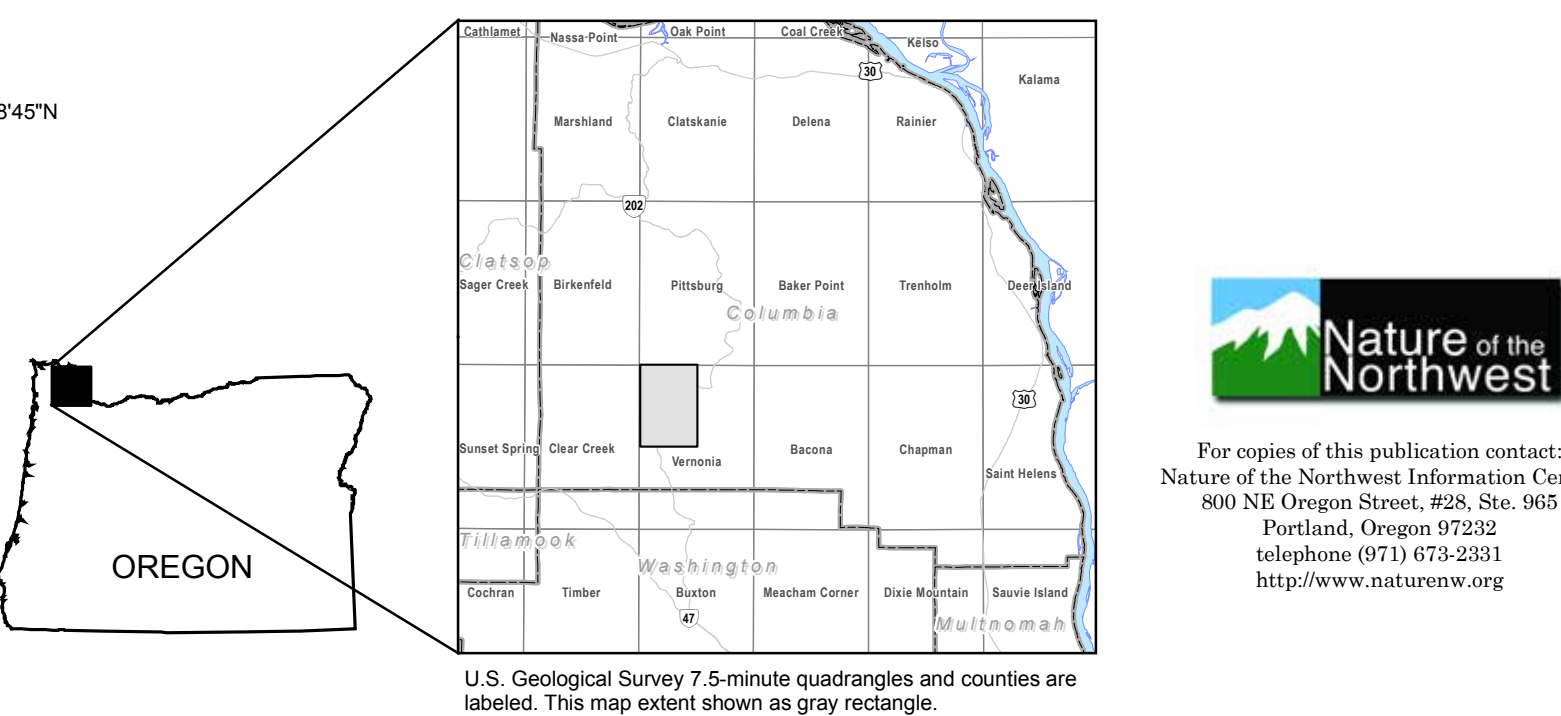 8'45"N
Cathlamet
Nassa Point
Oak Point
Coal Creek
Kelso
30
Kalama
Marshland
Clatskanie
Delena
Rainier
202
Clatsop
Sager Creek
Birkenfeld
Pittsburg
Baker Point
Trenholm
Deer Island
Columbia
30
Sunset Spring
Clear Creek
Vernonia
Bacona
Chapman
Saint Helens
Tillamook
Washington
Cochran
Timber
Buxton
Meacham Corner
Dixie Mountain
Sauvie Island
47
Multnomah
OREGON
U.S. Geological Survey 7.5-minute quadrangles and counties are
labeled. This map extent shown as gray rectangle.
Nature of the
Northwest
For copies of this publication contact:
Nature of the Northwest Information Cen
800 NE Oregon Street, #28, Ste. 965
Portland, Oregon 97232
telephone (971) 673-2331
http://www.naturenw.org